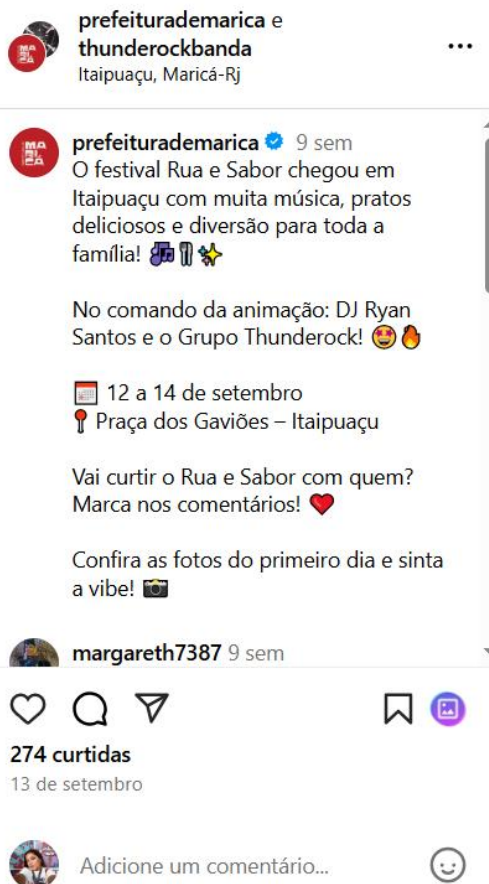 prefeiturademarica e
thunderockbanda
Itaipuaçu, Maricá-Rj
MA
RI
CÁ
prefeiturademarica 9 sem
O festival Rua e Sabor chegou em
Itaipuaçu com muita música, pratos
deliciosos e diversão para toda a
família! 🎶🍴✨
No comando da animação: DJ Ryan
Santos e o Grupo Thunderock! 🤩🔥
📅 12 a 14 de setembro
📍 Praça dos Gaviões – Itaipuaçu
Vai curtir o Rua e Sabor com quem?
Marca nos comentários! ❤️
Confira as fotos do primeiro dia e sinta
a vibe! 📸
margareth7387 9 sem
274 curtidas
13 de setembro
Adicione um comentário...